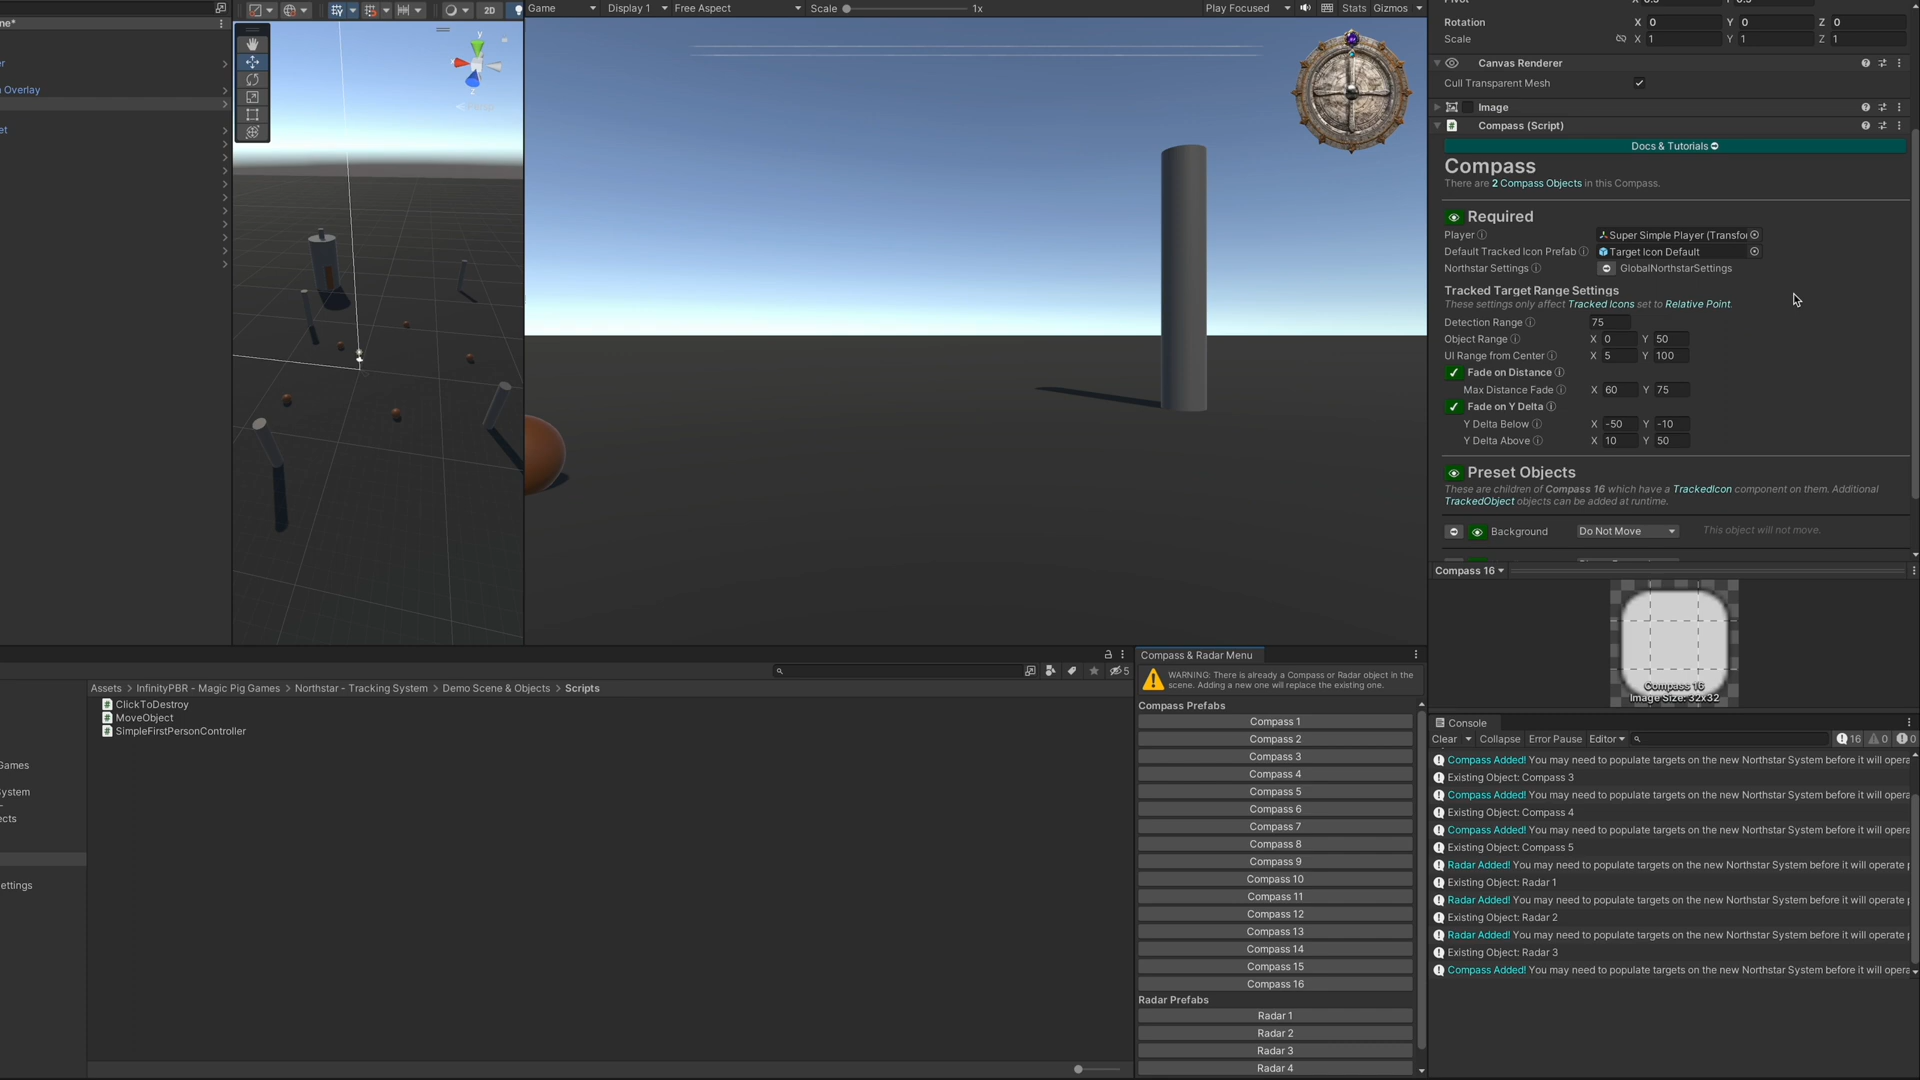 ne*
r
n Overlay
et
2D
y
Persp
Game
Display 1
Free Aspect
Scale
1x
Play Focused
Stats
Gizmos
Rotation X 0 Y 0 Z 0
Scale X 1 Y 1 Z 1
Canvas Renderer
Cull Transparent Mesh
Image
Compass (Script)
Docs & Tutorials
Compass
There are 2 Compass Objects in this Compass.
Required
Player Super Simple Player (Transfor
Default Tracked Icon Prefab Target Icon Default
Northstar Settings GlobalNorthstarSettings
Tracked Target Range Settings
These settings only affect Tracked Icons set to Relative Point.
Detection Range 75
Object Range X 0 Y 50
UI Range from Center X 5 Y 100
Fade on Distance
Max Distance Fade X 60 Y 75
Fade on Y Delta
Y Delta Below X -50 Y -10
Y Delta Above X 10 Y 50
Preset Objects
These are children of Compass 16 which have a TrackedIcon component on them. Additional
TrackedObject objects can be added at runtime.
Background Do Not Move This object will not move.
Compass 16
Compass 16
Image Size: 32x32
5
Assets > InfinityPBR - Magic Pig Games > Northstar - Tracking System > Demo Scene & Objects > Scripts
ClickToDestroy
MoveObject
SimpleFirstPersonController
Games
System
ects
ettings
Compass & Radar Menu
WARNING: There is already a Compass or Radar object in the
scene. Adding a new one will replace the existing one.
Compass Prefabs
Compass 1
Compass 2
Compass 3
Compass 4
Compass 5
Compass 6
Compass 7
Compass 8
Compass 9
Compass 10
Compass 11
Compass 12
Compass 13
Compass 14
Compass 15
Compass 16
Radar Prefabs
Radar 1
Radar 2
Radar 3
Radar 4
Console
Clear Collapse Error Pause Editor 16 0 0
Compass Added! You may need to populate targets on the new Northstar System before it will opera
Existing Object: Compass 3
Compass Added! You may need to populate targets on the new Northstar System before it will opera
Existing Object: Compass 4
Compass Added! You may need to populate targets on the new Northstar System before it will opera
Existing Object: Compass 5
Radar Added! You may need to populate targets on the new Northstar System before it will operate p
Existing Object: Radar 1
Radar Added! You may need to populate targets on the new Northstar System before it will operate p
Existing Object: Radar 2
Radar Added! You may need to populate targets on the new Northstar System before it will operate p
Existing Object: Radar 3
Compass Added! You may need to populate targets on the new Northstar System before it will opera